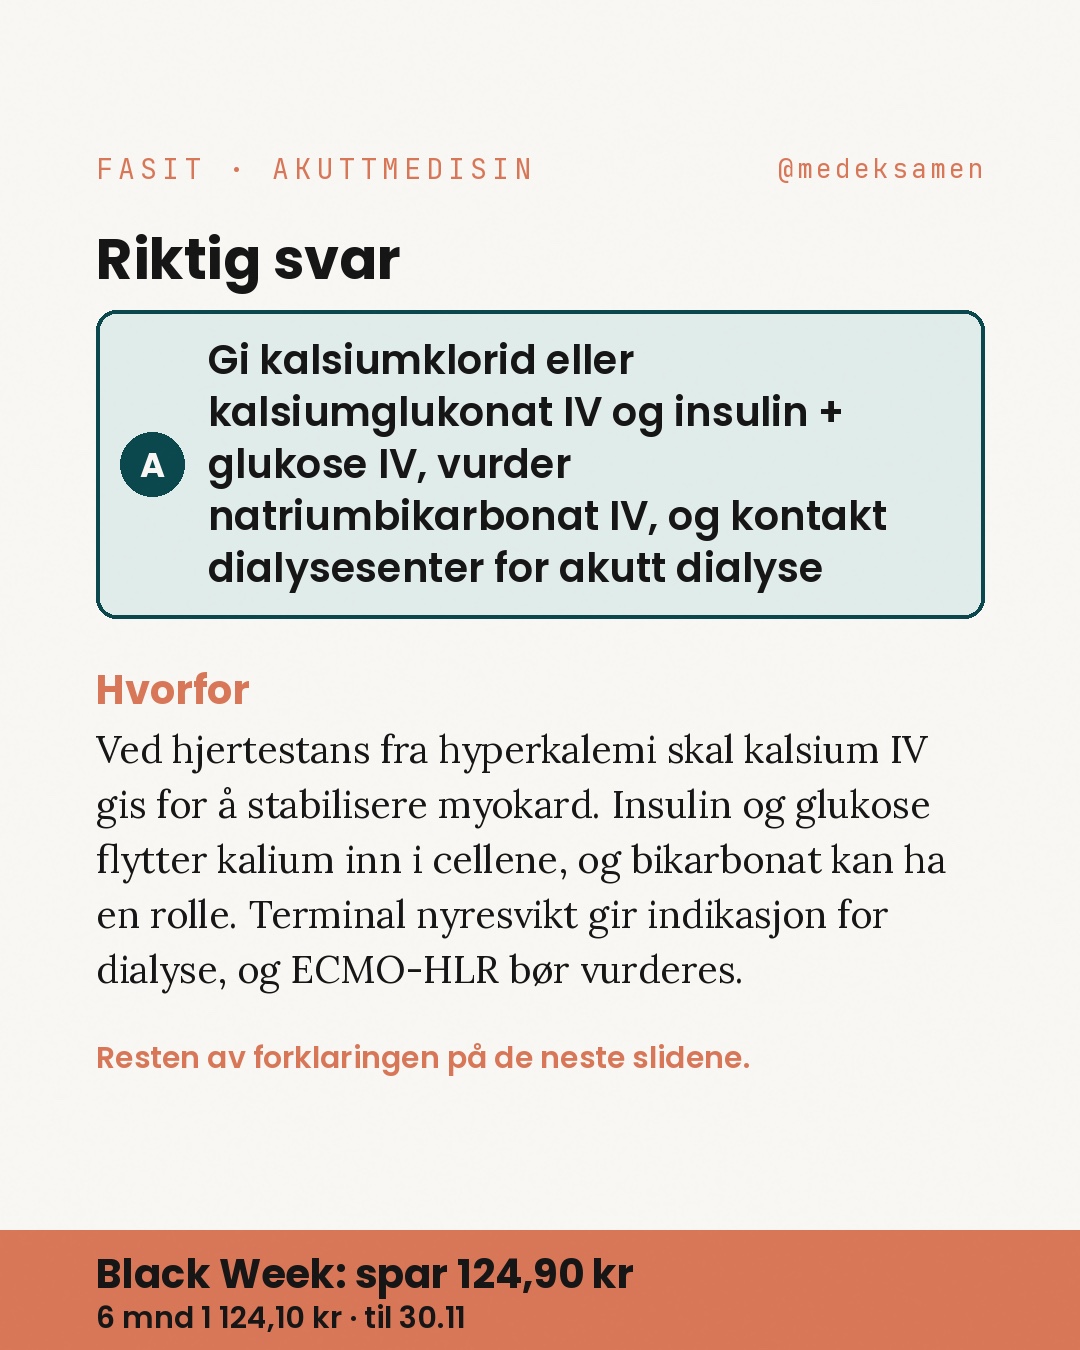 FASIT · AKUTTMEDISIN
@medeksamen
Riktig svar
A
Gi kalsiumklorid eller
kalsiumglukonat IV og insulin +
glukose IV, vurder
natriumbikarbonat IV, og kontakt
dialysesenter for akutt dialyse
Hvorfor
Ved hjertestans fra hyperkalemi skal kalsium IV
gis for å stabilisere myokard. Insulin og glukose
flytter kalium inn i cellene, og bikarbonat kan ha
en rolle. Terminal nyresvikt gir indikasjon for
dialyse, og ECMO-HLR bør vurderes.
Resten av forklaringen på de neste slidene.
Black Week: spar 124,90 kr
6 mnd 1 124,10 kr · til 30.11